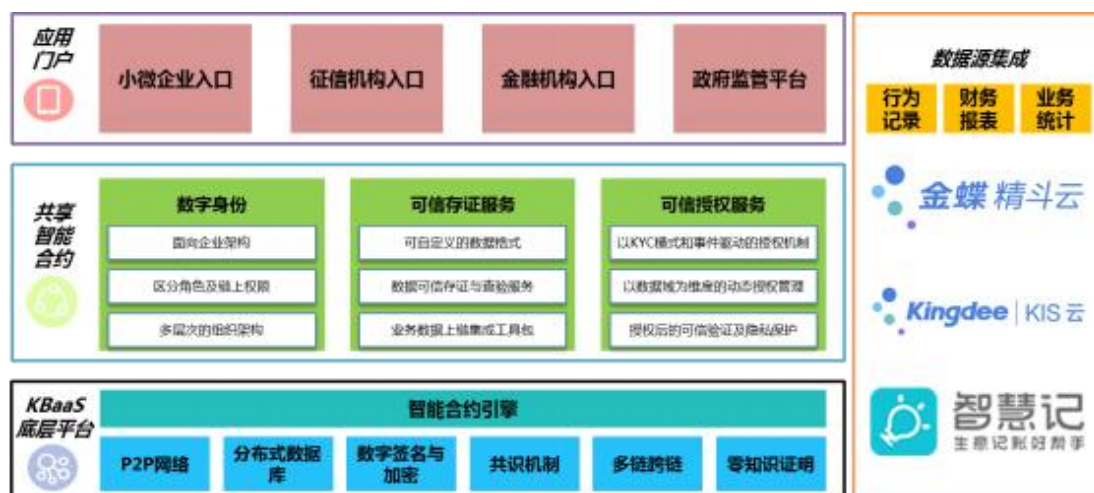 应用
门户
小微企业入口
征信机构入口
金融机构入口
政府监管平台
共享
智能
合约
数字身份
面向企业架构
区分角色及链上权限
多层次的组织架构
可信存证服务
可自定义的数据格式
数据可信存证与查验服务
业务数据上链集成工具包
可信授权服务
以KYC模式和事件驱动的授权机制
以数据域为维度的动态授权管理
授权后的可信验证及隐私保护
KBaaS
底层平台
智能合约引擎
P2P网络
分布式数据
库
数字签名与
加密
共识机制
多链跨链
零知识证明
数据源集成
行为
记录
财务
报表
业务
统计
金蝶 精斗云
Kingdee | KIS 云
智慧记
生意记账好帮手